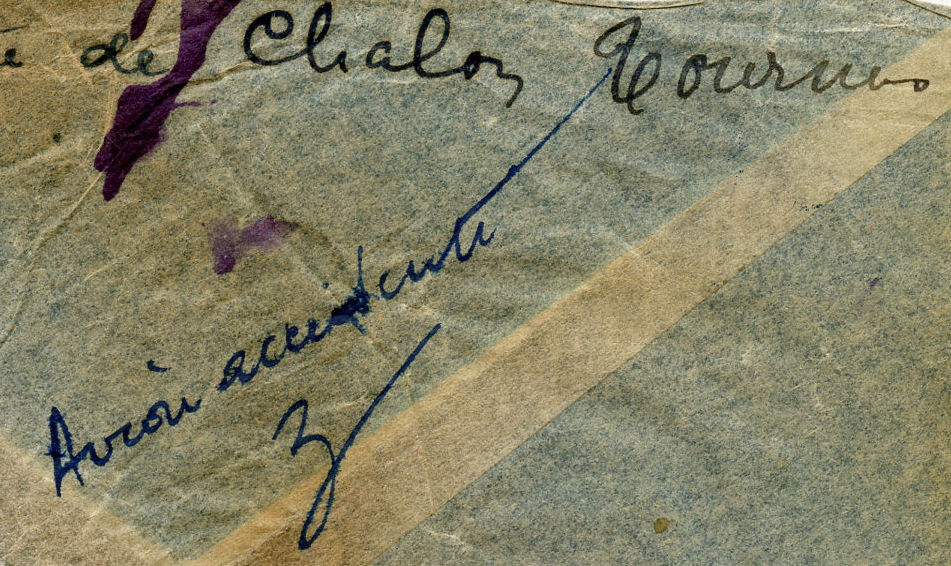 de Chalon Tournus
Avion accidenté